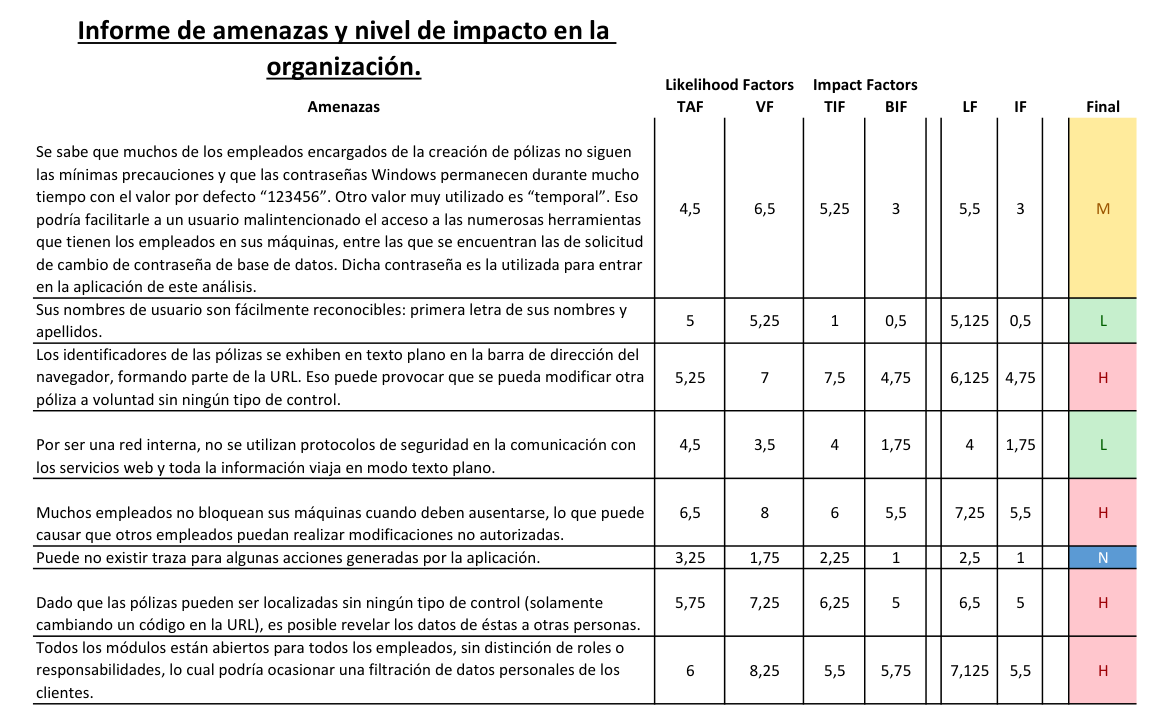 Informe de amenazas y nivel de impacto en la
organización.
Likelihood Factors Impact Factors
Amenazas TAF VF TIF BIF LF IF Final
Se sabe que muchos de los empleados encargados de la creación de pólizas no siguen
las mínimas precauciones y que las contraseñas Windows permanecen durante mucho
tiempo con el valor por defecto “123456”. Otro valor muy utilizado es “temporal”. Eso
podría facilitarle a un usuario malintencionado el acceso a las numerosas herramientas
que tienen los empleados en sus máquinas, entre las que se encuentran las de solicitud
de cambio de contraseña de base de datos. Dicha contraseña es la utilizada para entrar
en la aplicación de este análisis.
4,5 6,5 5,25 3 5,5 3 M
Sus nombres de usuario son fácilmente reconocibles: primera letra de sus nombres y
apellidos.
5 5,25 1 0,5 5,125 0,5 L
Los identificadores de las pólizas se exhiben en texto plano en la barra de dirección del
navegador, formando parte de la URL. Eso puede provocar que se pueda modificar otra
póliza a voluntad sin ningún tipo de control.
5,25 7 7,5 4,75 6,125 4,75 H
Por ser una red interna, no se utilizan protocolos de seguridad en la comunicación con
los servicios web y toda la información viaja en modo texto plano.
4,5 3,5 4 1,75 4 1,75 L
Muchos empleados no bloquean sus máquinas cuando deben ausentarse, lo que puede
causar que otros empleados puedan realizar modificaciones no autorizadas.
6,5 8 6 5,5 7,25 5,5 H
Puede no existir traza para algunas acciones generadas por la aplicación.
3,25 1,75 2,25 1 2,5 1 N
Dado que las pólizas pueden ser localizadas sin ningún tipo de control (solamente
cambiando un código en la URL), es posible revelar los datos de éstas a otras personas.
5,75 7,25 6,25 5 6,5 5 H
Todos los módulos están abiertos para todos los empleados, sin distinción de roles o
responsabilidades, lo cual podría ocasionar una filtración de datos personales de los
clientes.
6 8,25 5,5 5,75 7,125 5,5 H